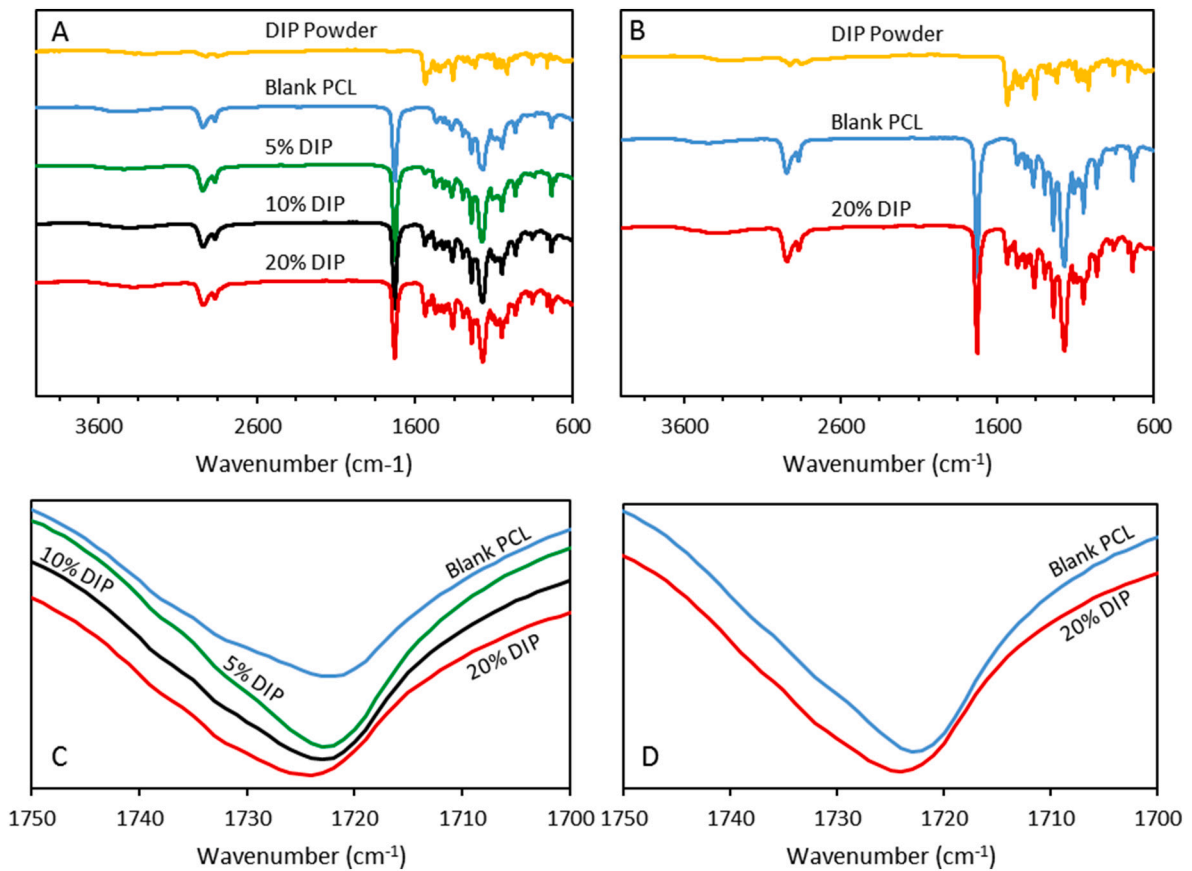 A
DIP Powder
Blank PCL
5% DIP
10% DIP
20% DIP
3600 2600 1600 600
Wavenumber (cm-1)
B
DIP Powder
Blank PCL
20% DIP
3600 2600 1600 600
Wavenumber (cm⁻¹)
10% DIP
Blank PCL
5% DIP
20% DIP
C
1750 1740 1730 1720 1710 1700
Wavenumber (cm⁻¹)
Blank PCL
20% DIP
D
1750 1740 1730 1720 1710 1700
Wavenumber (cm⁻¹)